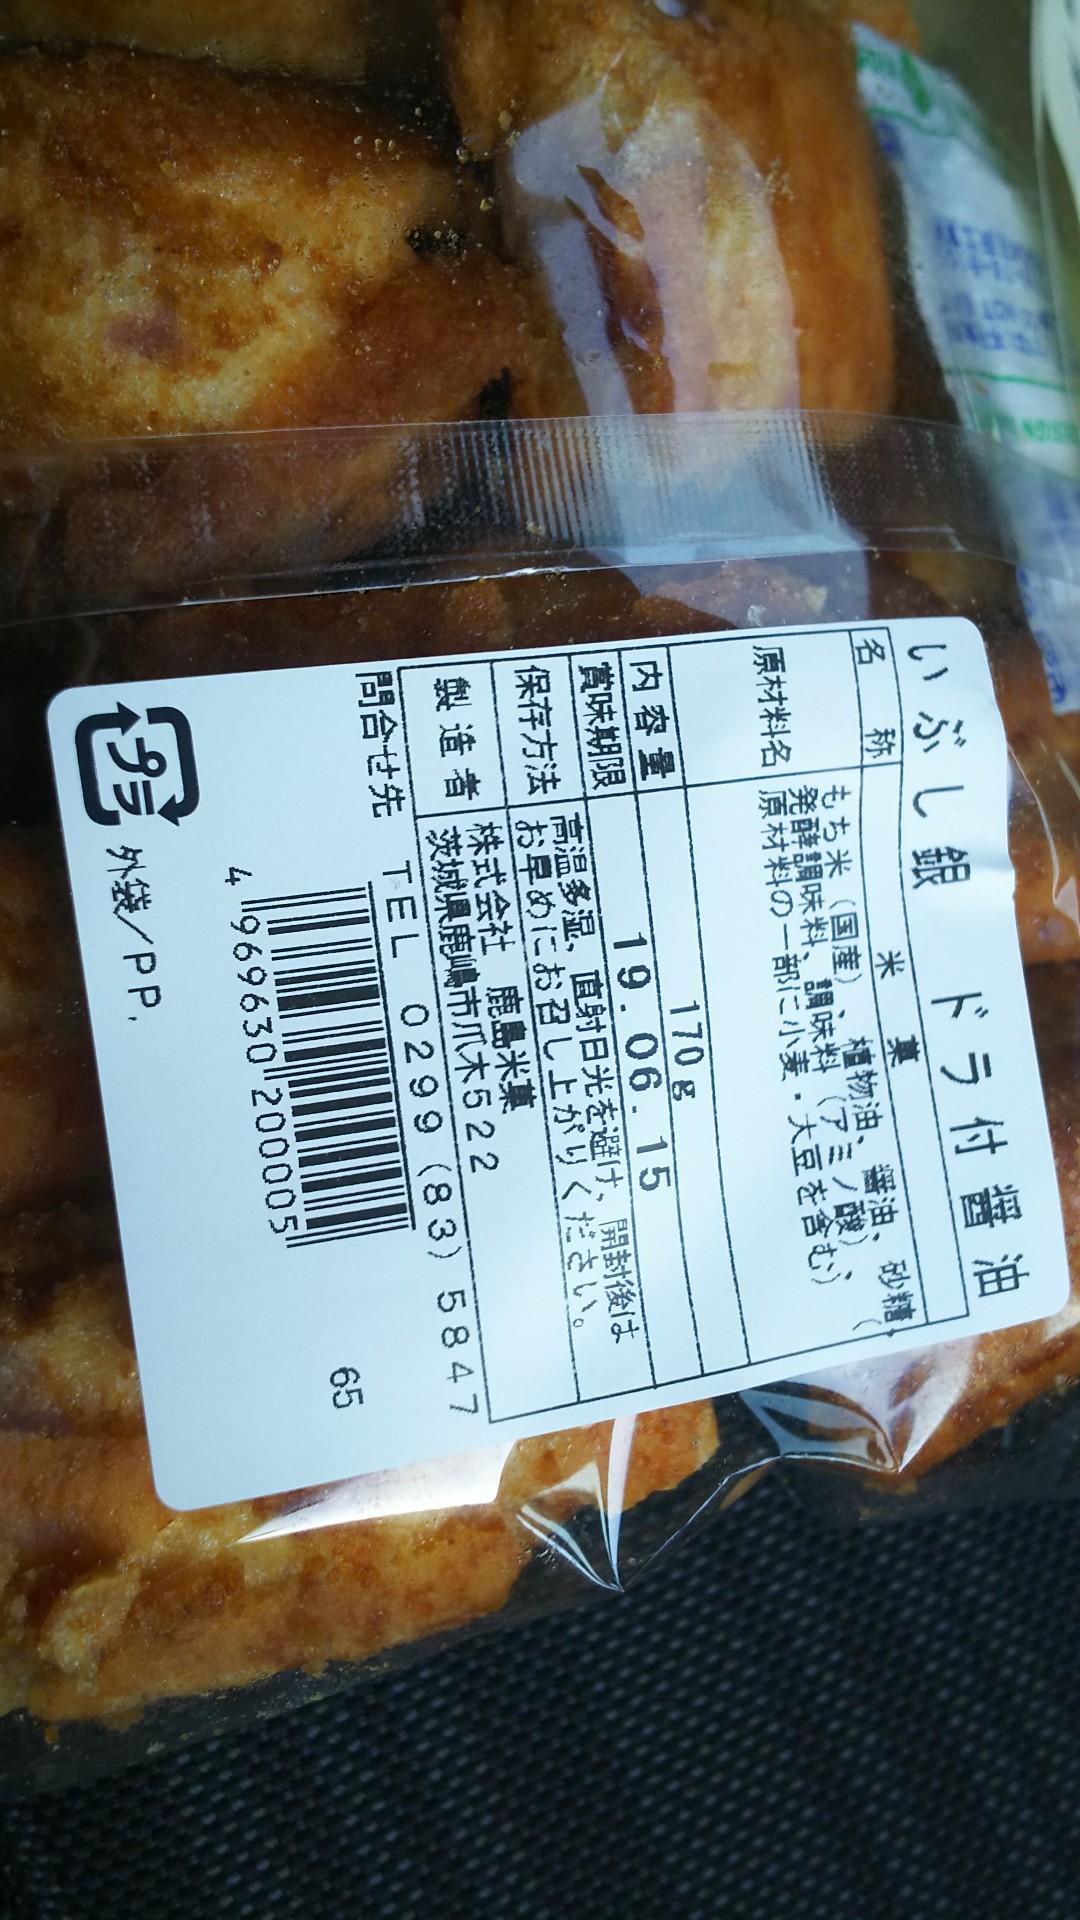 いぶし銀 ドラ付醤油
名称 米菓
原材料名 もち米(国産)、植物油、醤油、砂糖、
発酵調味料、調味料(アミノ酸)、(
原材料の一部に小麦・大豆を含む)
内容量 170g
賞味期限 19.06.15
保存方法 高温多湿、直射日光を避け、開封後は
お早めにお召し上がりください。
製造者 株式会社 鹿島米菓
茨城県鹿嶋市爪木522
問合せ先 TEL 0299(83)5847
4 969630 200005
65
プラ
外袋/PP.